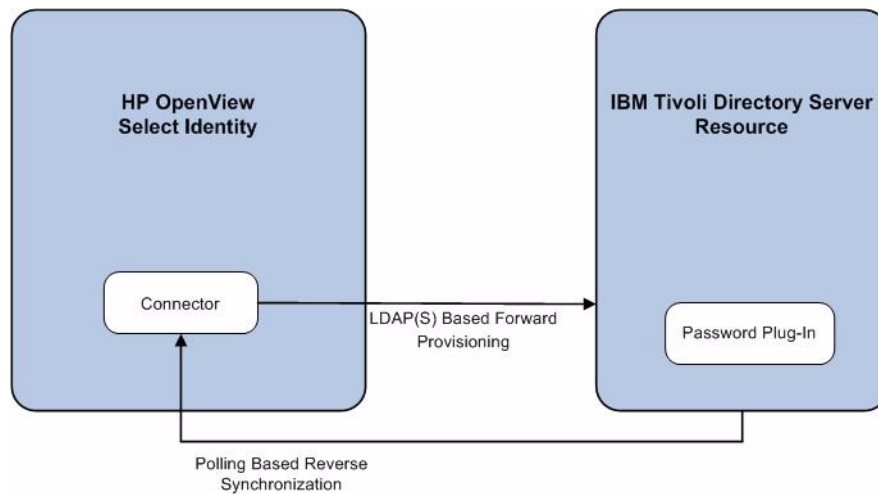 HP OpenView
Select Identity
IBM Tivoli Directory Server
Resource
Connector
LDAP(S) Based Forward
Provisioning
Password Plug-In
Polling Based Reverse
Synchronization